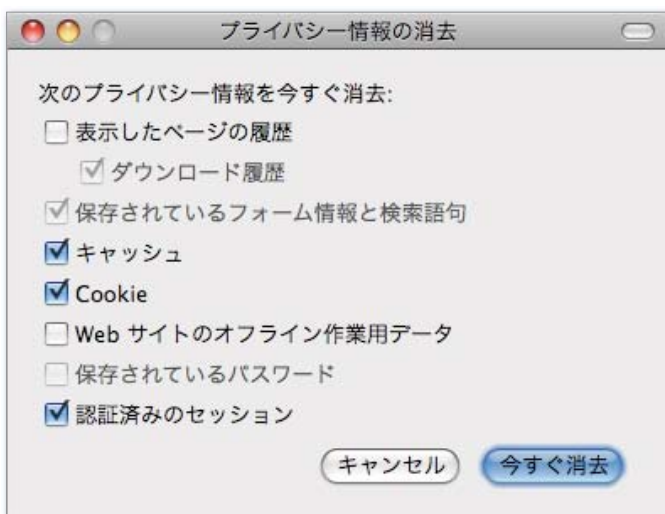 プライバシー情報の消去
次のプライバシー情報を今すぐ消去:
表示したページの履歴
ダウンロード履歴
保存されているフォーム情報と検索語句
キャッシュ
Cookie
Web サイトのオフライン作業用データ
保存されているパスワード
認証済みのセッション
キャンセル 今すぐ消去